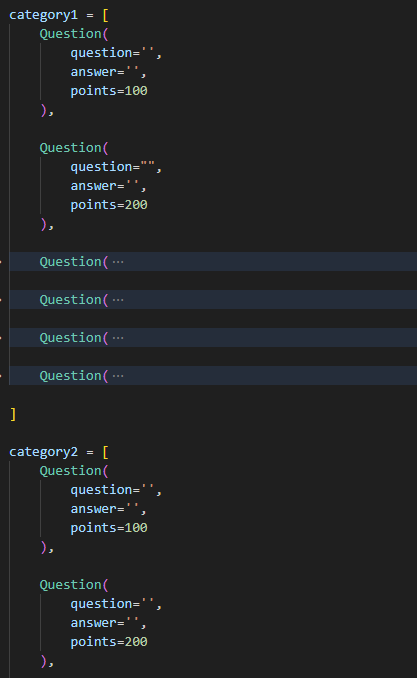 category1 = [
Question(
question='',
answer='',
points=100
),
Question(
question="",
answer='',
points=200
),
Question( ···
Question( ···
Question( ···
Question( ···
]
category2 = [
Question(
question='',
answer='',
points=100
),
Question(
question='',
answer='',
points=200
),